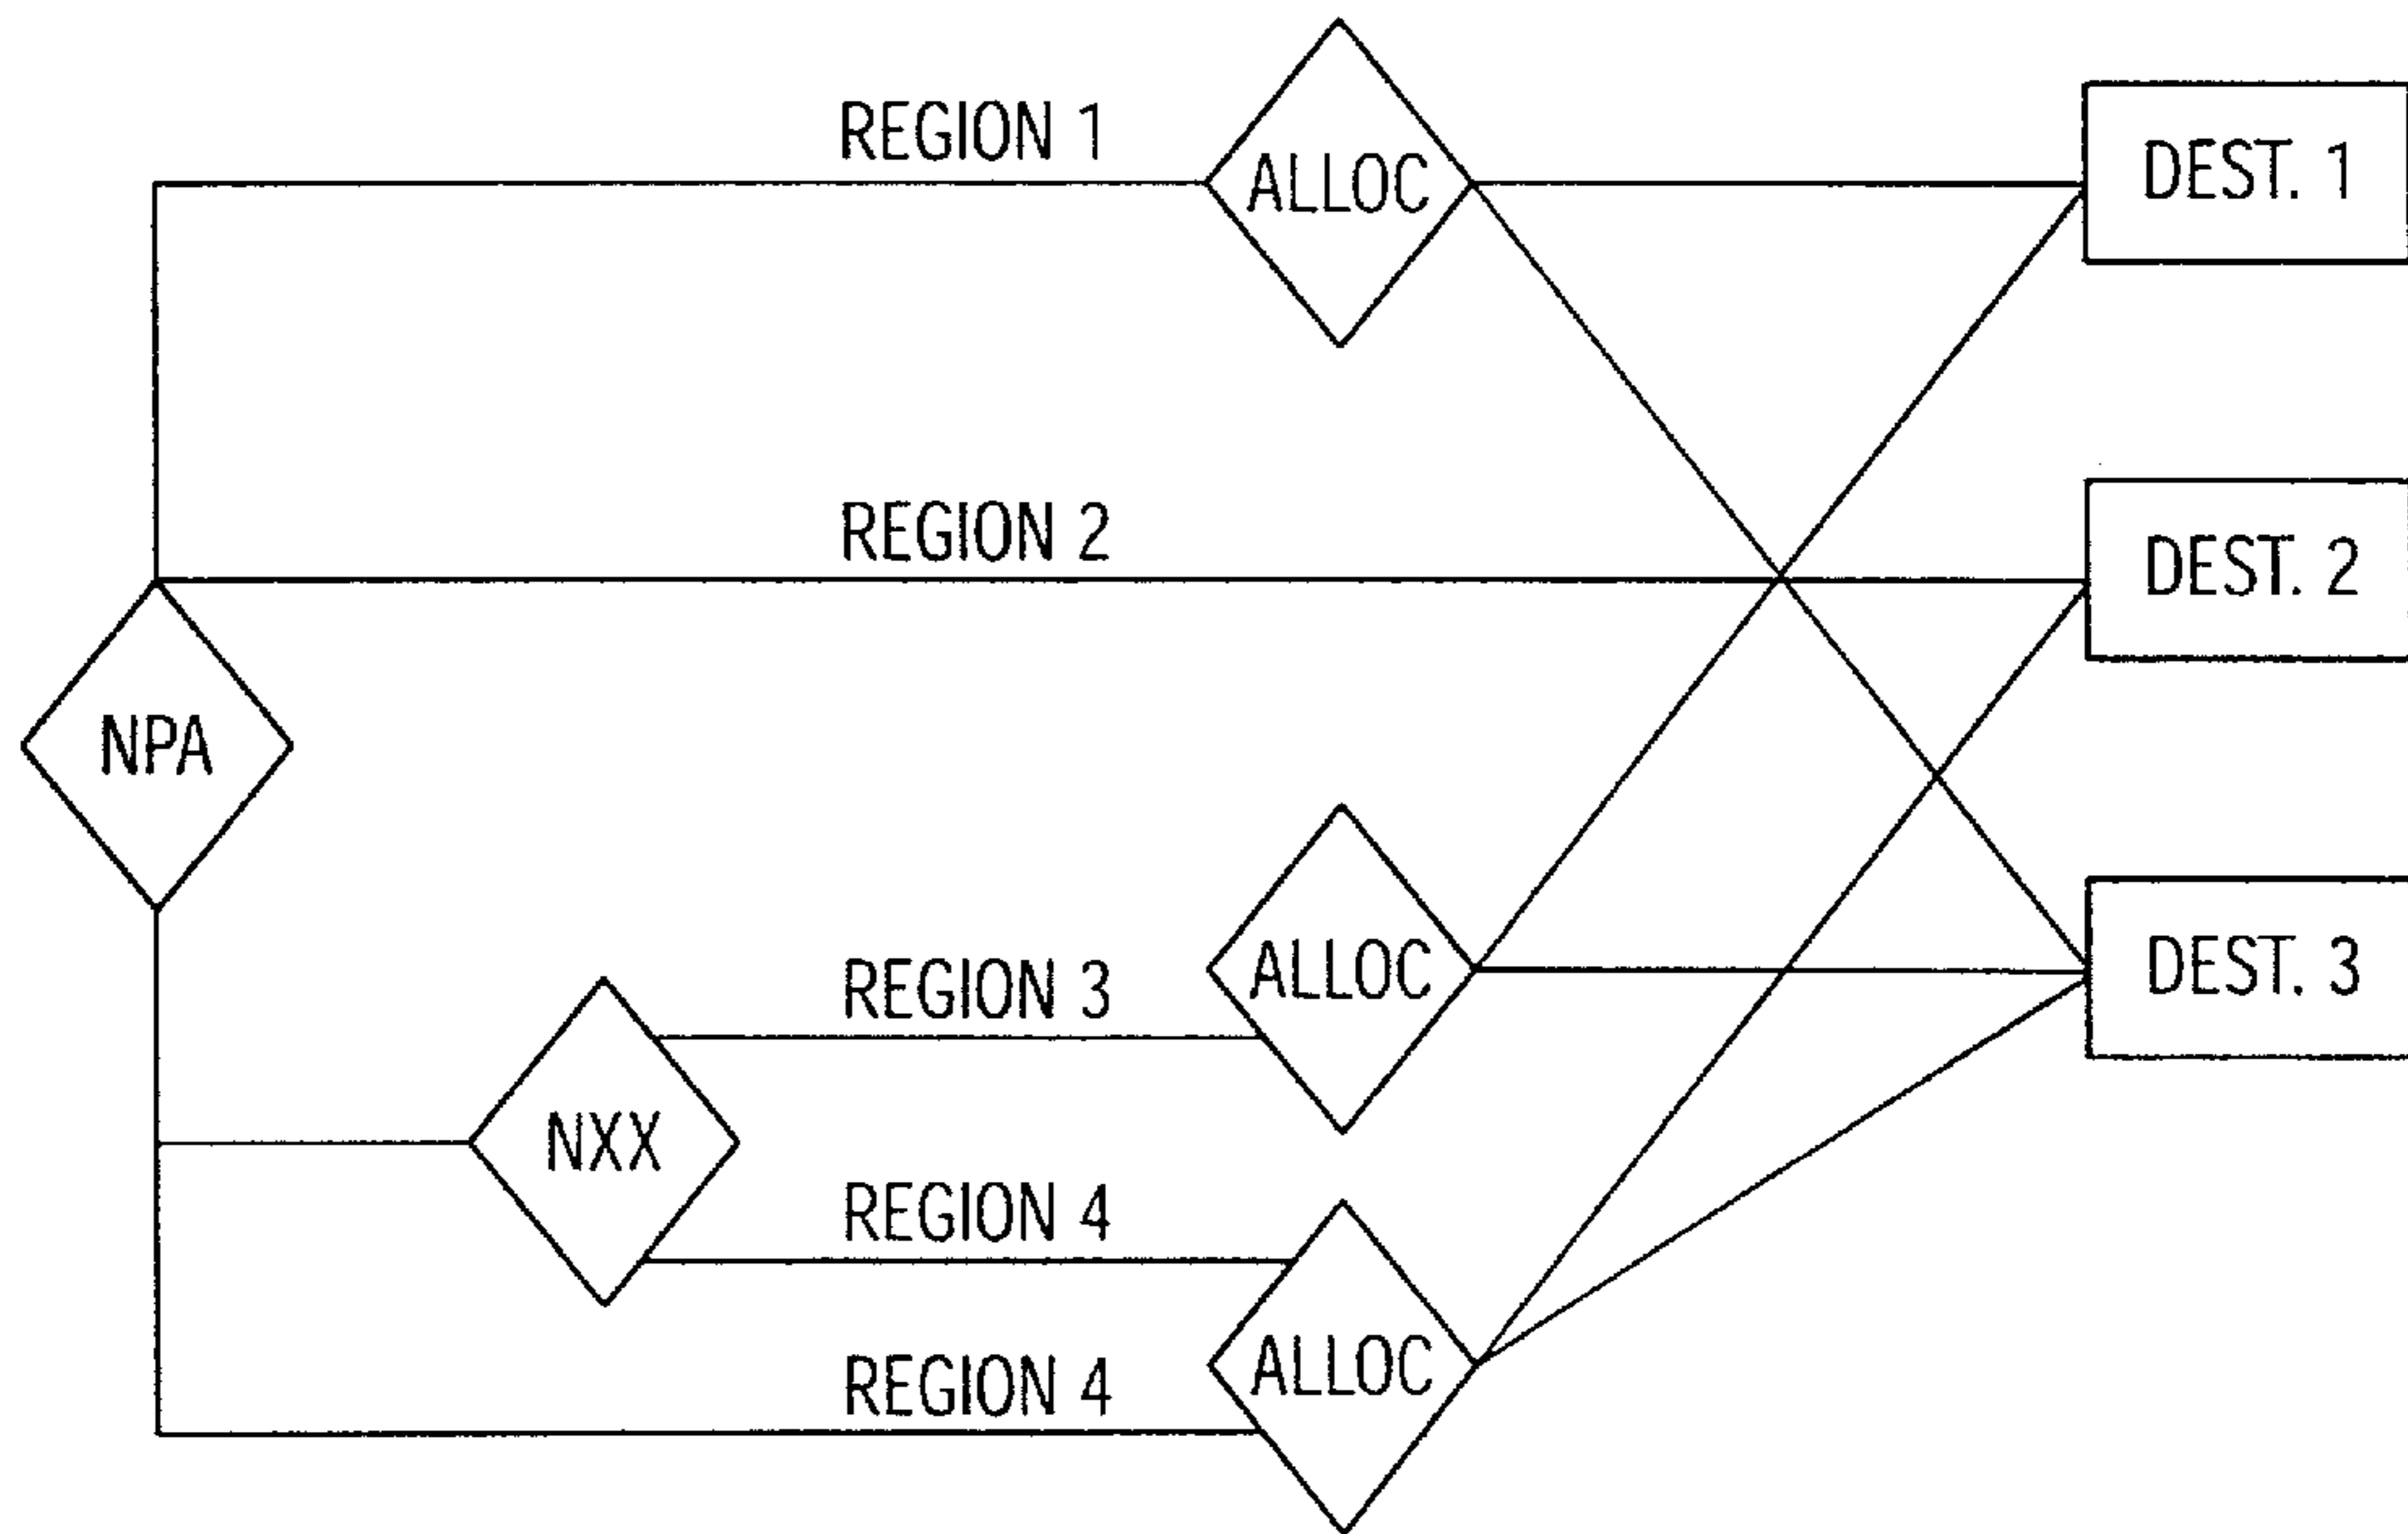 REGION 1
ALLOC
DEST. 1
REGION 2
DEST. 2
NPA
REGION 3
ALLOC
DEST. 3
NXX
REGION 4
ALLOC
REGION 4